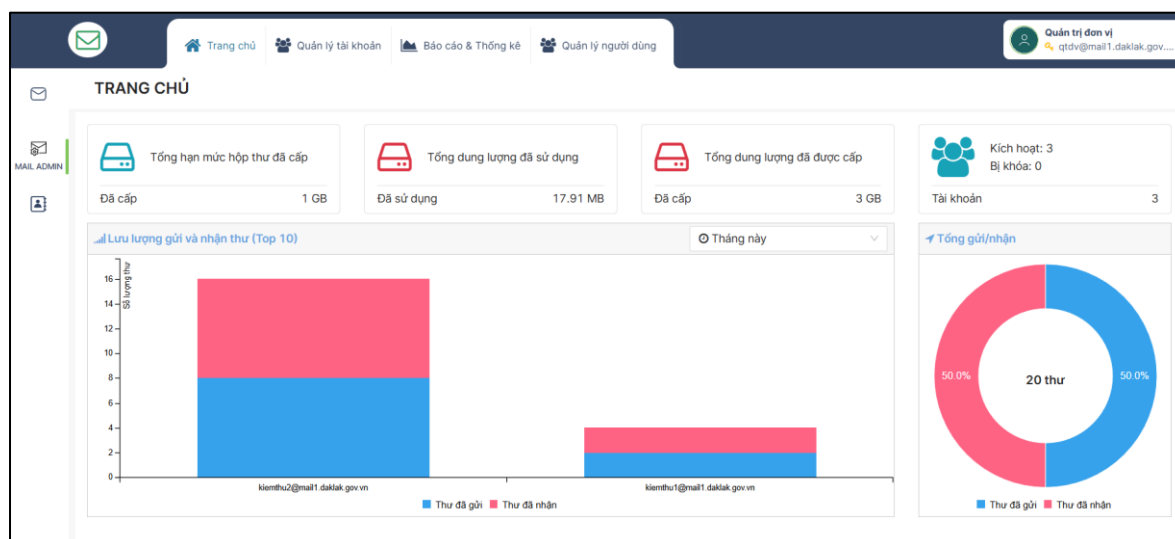 Trang chủ
Quản lý tài khoản
Báo cáo & Thống kê
Quản lý người dùng
Quản trị đơn vị
qtdv@mail1.daklak.gov....
TRANG CHỦ
MAIL ADMIN
Tổng hạn mức hộp thư đã cấp
Đã cấp 1 GB
Tổng dung lượng đã sử dụng
Đã sử dụng 17.91 MB
Tổng dung lượng đã được cấp
Đã cấp 3 GB
Kích hoạt: 3
Bị khóa: 0
Tài khoản 3
Lưu lượng gửi và nhận thư (Top 10)
Tháng này
Số lượng thư
16
14
12
10
8
6
4
2
0
kiemthu2@mail1.daklak.gov.vn
kiemthu1@mail1.daklak.gov.vn
Thư đã gửi Thư đã nhận
Tổng gửi/nhận
50.0%
20 thư
50.0%
Thư đã gửi Thư đã nhận